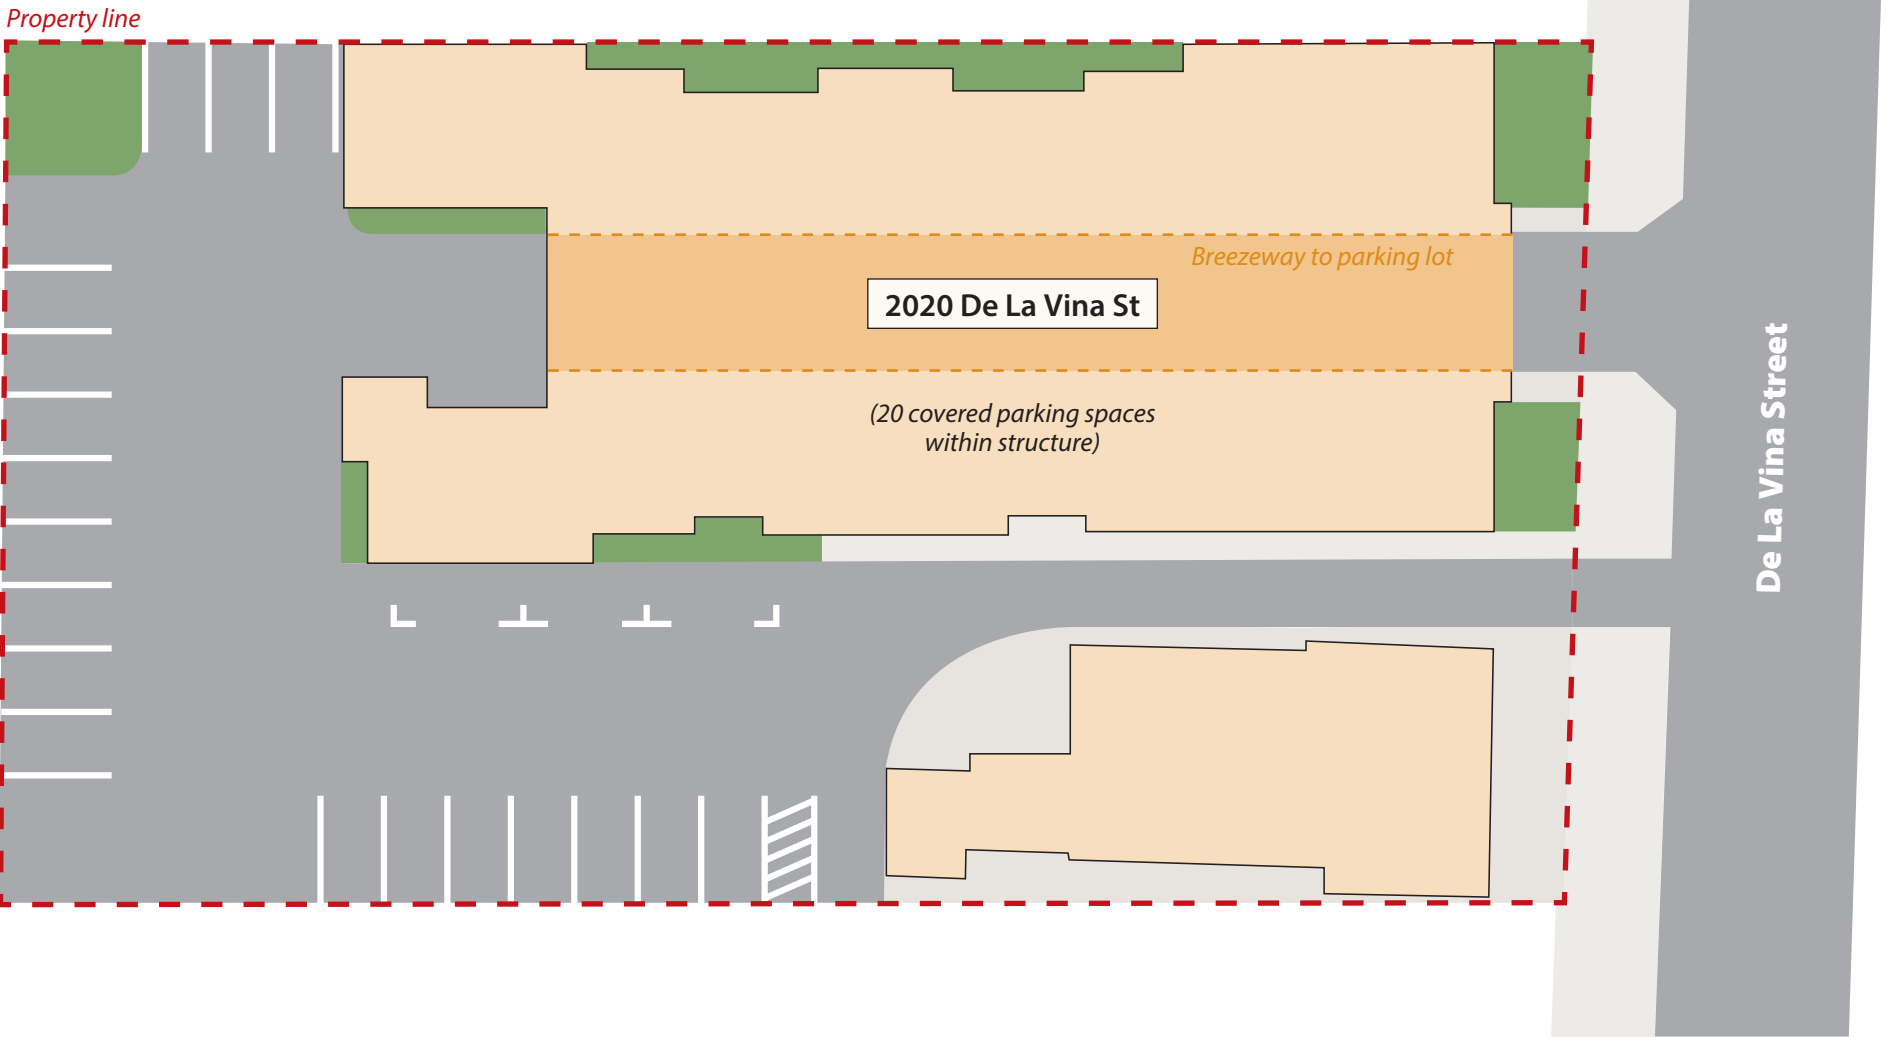 Property line
Breezeway to parking lot
2020 De La Vina St
(20 covered parking spaces
within structure)
De La Vina Street